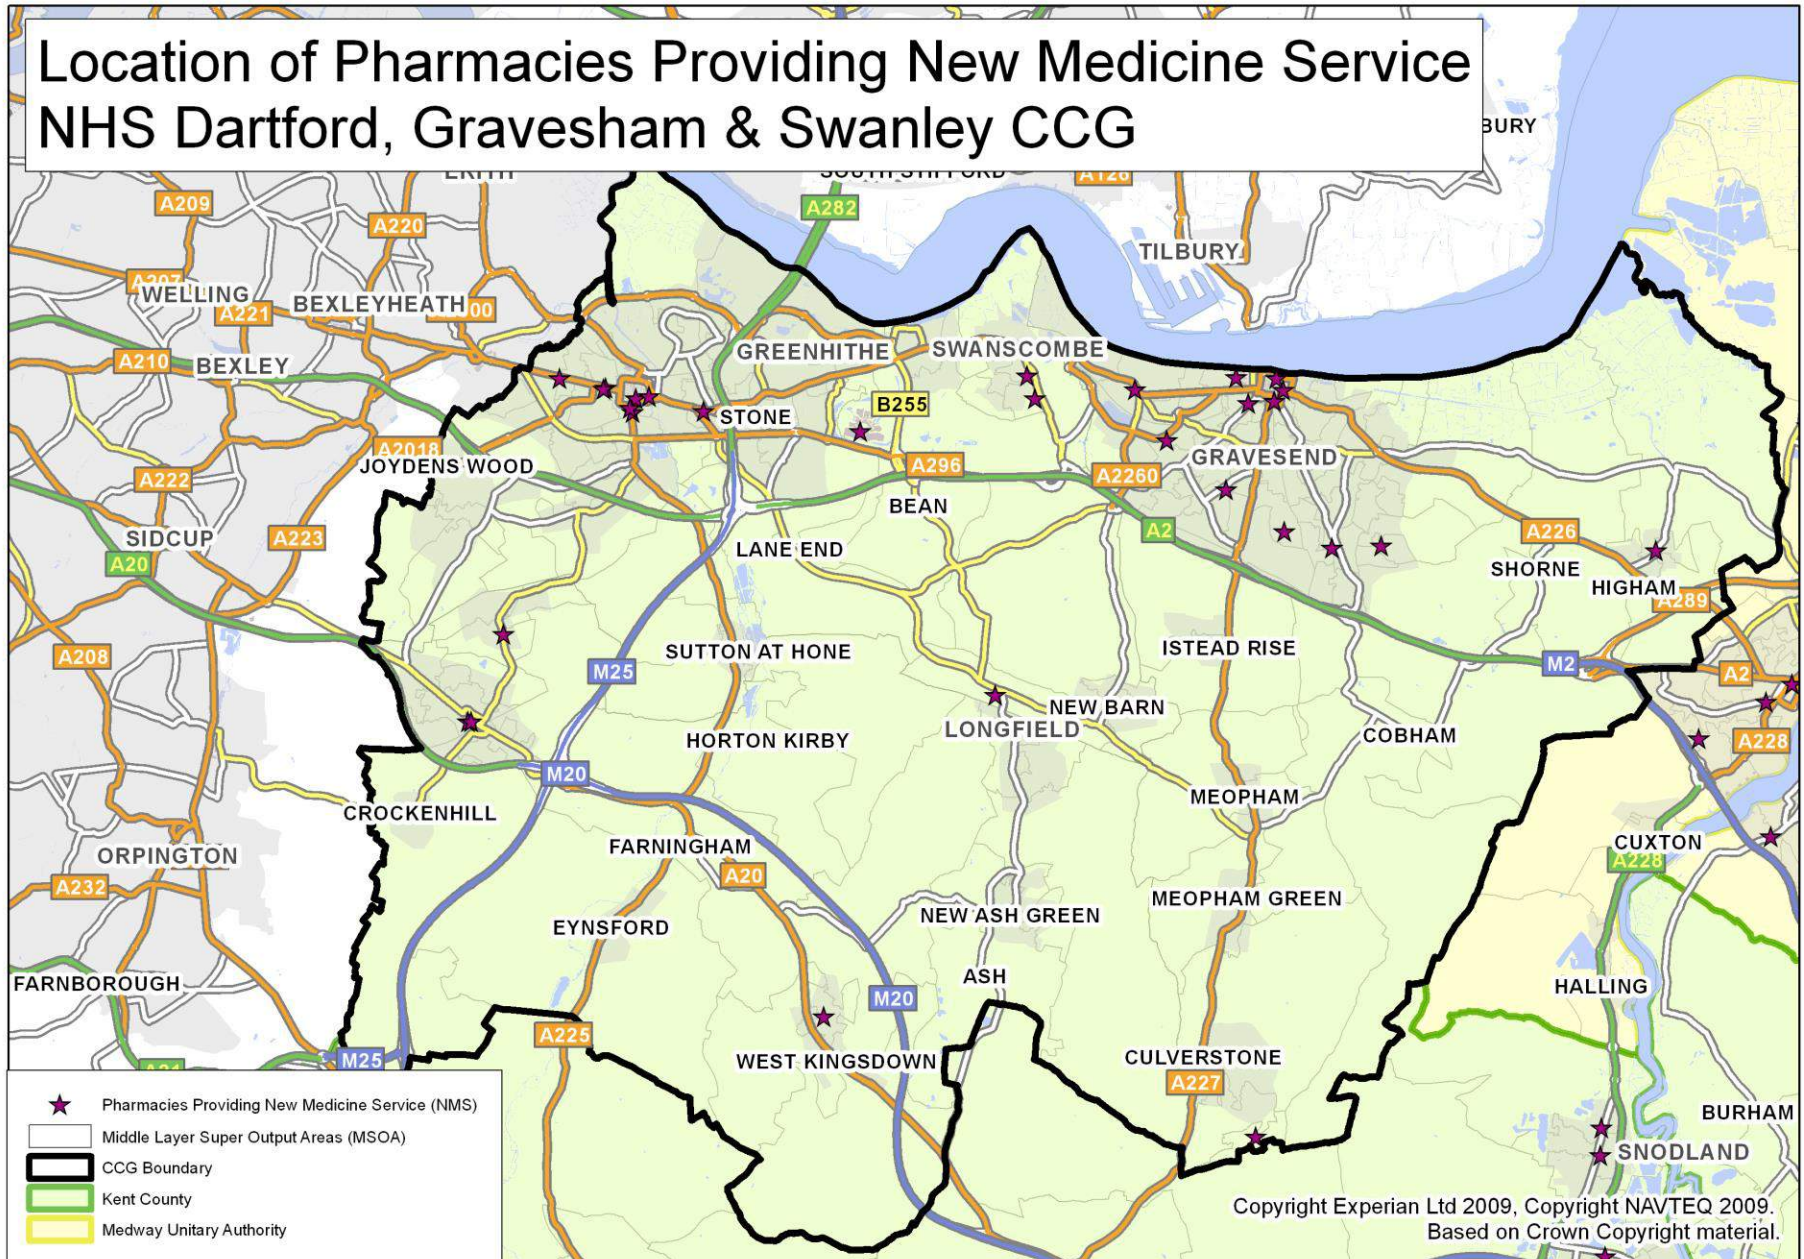 Location of Pharmacies Providing New Medicine Service
NHS Dartford, Gravesham & Swanley CCG
BURY
A209
A282
A220
TILBURY
WELLING
BEXLEYHEATH
A221
A210
BEXLEY
GREENHITHE
SWANSCOMBE
B255
STONE
A2018
JOYDENS WOOD
A296
A2260
GRAVESEND
A222
BEAN
SIDCUP
A223
A20
LANE END
A2
A226
SHORNE
HIGHAM
A289
A208
SUTTON AT HONE
ISTEAD RISE
M25
M2
A2
NEW BARN
LONGFIELD
HORTON KIRBY
COBHAM
A228
M20
CROCKENHILL
MEOPHAM
ORPINGTON
FARNINGHAM
CUXTON
A228
A232
A20
MEOPHAM GREEN
NEW ASH GREEN
EYNSFORD
FARNBOROUGH
ASH
HALLING
M20
A225
M25
WEST KINGSDOWN
CULVERSTONE
A227
BURHAM
SNODLAND
Pharmacies Providing New Medicine Service (NMS)
Middle Layer Super Output Areas (MSOA)
CCG Boundary
Kent County
Medway Unitary Authority
Copyright Experian Ltd 2009, Copyright NAVTEQ 2009.
Based on Crown Copyright material.